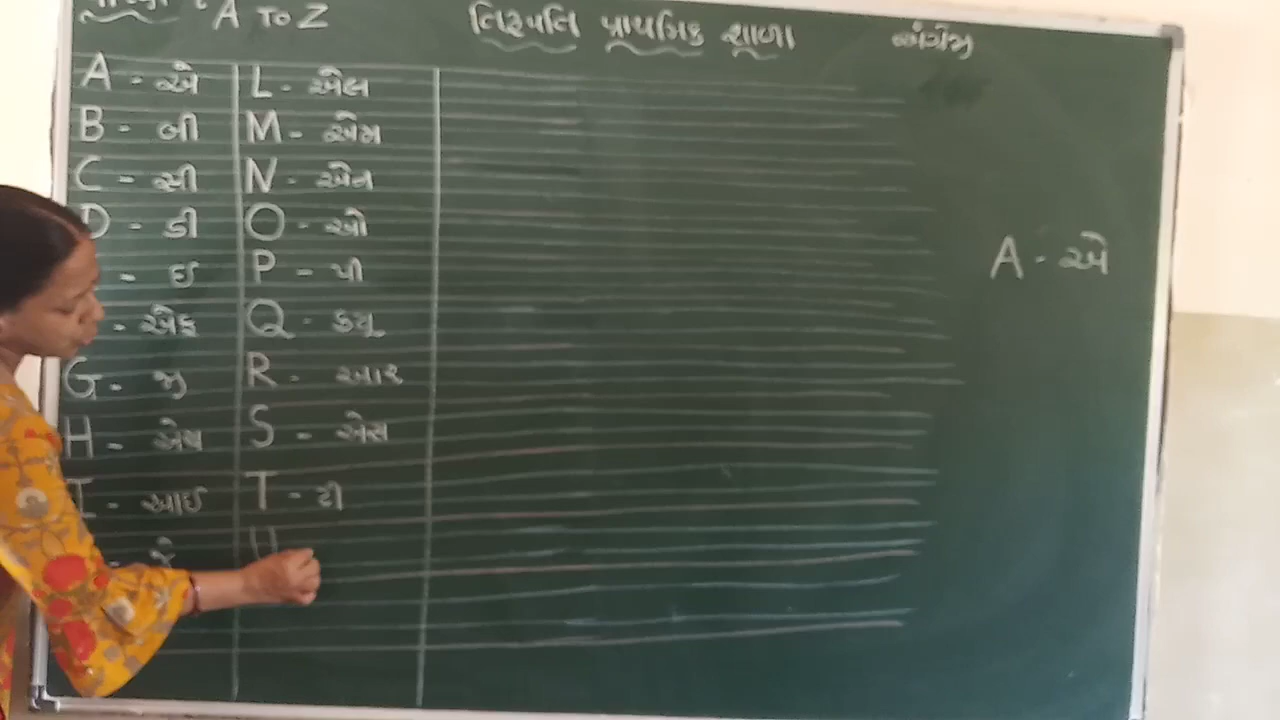 A TO Z
તિરૂપતિ પ્રાથમિક શાળા
અંગ્રેજી
A - એ
B - બી
C - સી
D - ડી
- ઇ
- એફ
G - જી
H - એચ
I - આઈ
L - એલ
M - એમ
N - એન
O - ઓ
P - પી
Q - ક્યૂ
R - આર
S - એસ
T - ટી
U
A - એ